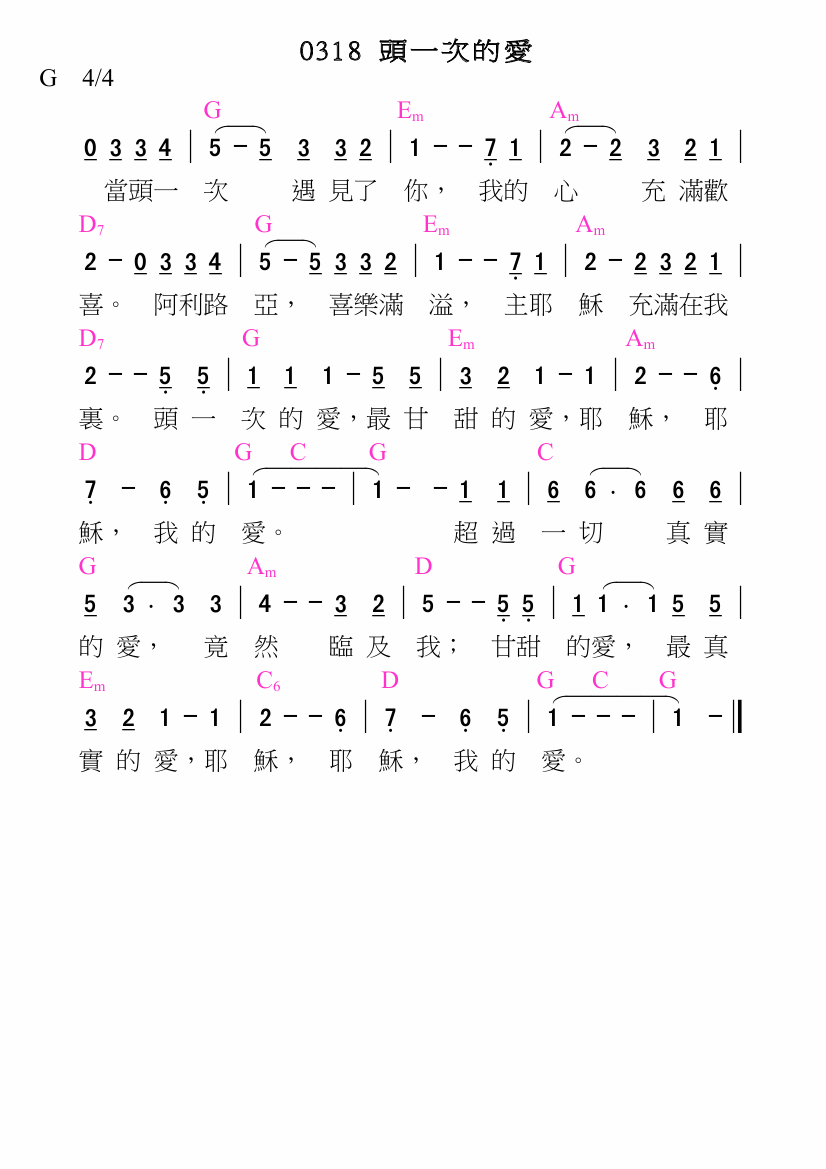 0318 頭一次的愛
G 4/4
G Em Am
0 3 3 4 | 5 - 5 3 3 2 | 1 - - 7 1 | 2 - 2 3 2 1 |
當頭一 次 遇 見了 你， 我的 心 充 滿歡
D7 G Em Am
2 - 0 3 3 4 | 5 - 5 3 3 2 | 1 - - 7 1 | 2 - 2 3 2 1 |
喜。 阿利路 亞， 喜樂滿 溢， 主耶 穌 充滿在我
D7 G Em Am
2 - - 5 5 | 1 1 1 - 5 5 | 3 2 1 - 1 | 2 - - 6 |
裏。 頭 一 次 的 愛，最 甘 甜 的 愛，耶 穌， 耶
D G C G C
7 - 6 5 | 1 - - - | 1 - - 1 1 | 6 6 . 6 6 6 |
穌， 我 的 愛。 超 過 一 切 真 實
G Am D G
5 3 . 3 3 | 4 - - 3 2 | 5 - - 5 5 | 1 1 . 1 5 5 |
的 愛， 竟 然 臨 及 我； 甘甜 的愛， 最 真
Em C6 D G C G
3 2 1 - 1 | 2 - - 6 | 7 - 6 5 | 1 - - - | 1 - ‖
實 的 愛，耶 穌， 耶 穌， 我 的 愛。